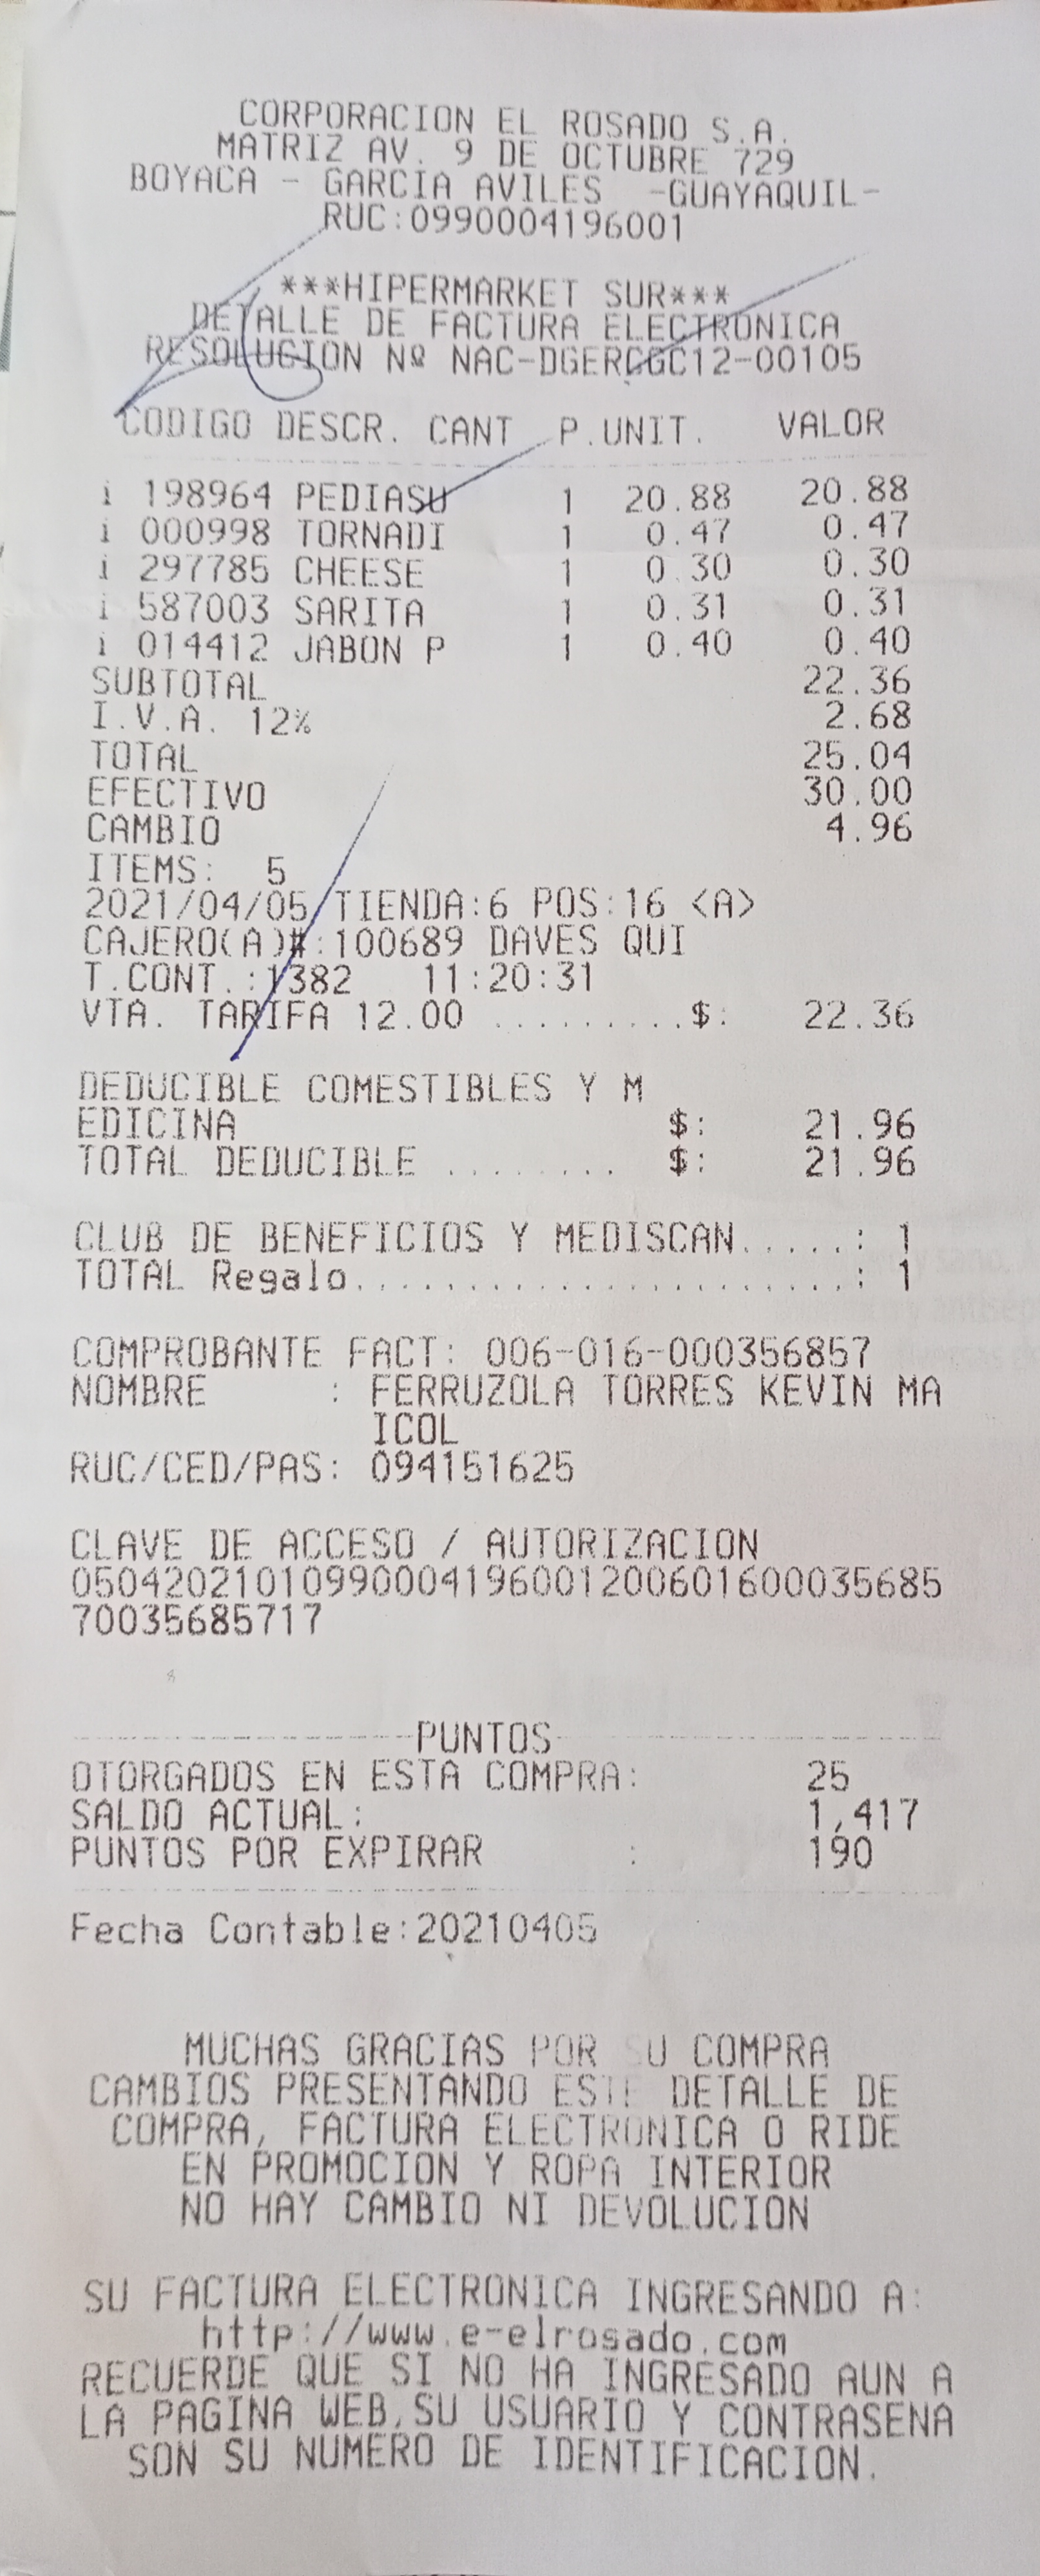 CORPORACION EL ROSADO S.A.
MATRIZ AV. 9 DE OCTUBRE 729
BOYACA - GARCIA AVILES -GUAYAQUIL-
RUC:0990004196001
***HIPERMARKET SUR***
DETALLE DE FACTURA ELECTRONICA
RESOLUCION Nº NAC-DGERCGC12-00105
CODIGO DESCR. CANT P.UNIT. VALOR
i 198964 PEDIASU 1 20.88 20.88
i 000998 TORNADI 1 0.47 0.47
i 297785 CHEESE 1 0.30 0.30
i 587003 SARITA 1 0.31 0.31
i 014412 JABON P 1 0.40 0.40
SUBTOTAL 22.36
I.V.A. 12% 2.68
TOTAL 25.04
EFECTIVO 30.00
CAMBIO 4.96
ITEMS: 5
2021/04/05 TIENDA:6 POS:16 <A>
CAJERO(A)#:100689 DAVES QUI
T.CONT.:1382 11:20:31
VTA. TARIFA 12.00 .........$: 22.36
DEDUCIBLE COMESTIBLES Y M
EDICINA $: 21.96
TOTAL DEDUCIBLE ........ $: 21.96
CLUB DE BENEFICIOS Y MEDISCAN.....: 1
TOTAL Regalo.......................: 1
COMPROBANTE FACT: 006-016-000356857
NOMBRE : FERRUZOLA TORRES KEVIN MA
ICOL
RUC/CED/PAS: 094151625
CLAVE DE ACCESO / AUTORIZACION
0504202101099000419600120060160003 5685
70035685717
PUNTOS
OTORGADOS EN ESTA COMPRA: 25
SALDO ACTUAL: 1,417
PUNTOS POR EXPIRAR : 190
Fecha Contable:20210405
MUCHAS GRACIAS POR SU COMPRA
CAMBIOS PRESENTANDO ESTE DETALLE DE
COMPRA, FACTURA ELECTRONICA O RIDE
EN PROMOCION Y ROPA INTERIOR
NO HAY CAMBIO NI DEVOLUCION
SU FACTURA ELECTRONICA INGRESANDO A:
http://www.e-elrosado.com
RECUERDE QUE SI NO HA INGRESADO AUN A
LA PAGINA WEB,SU USUARIO Y CONTRASENA
SON SU NUMERO DE IDENTIFICACION.